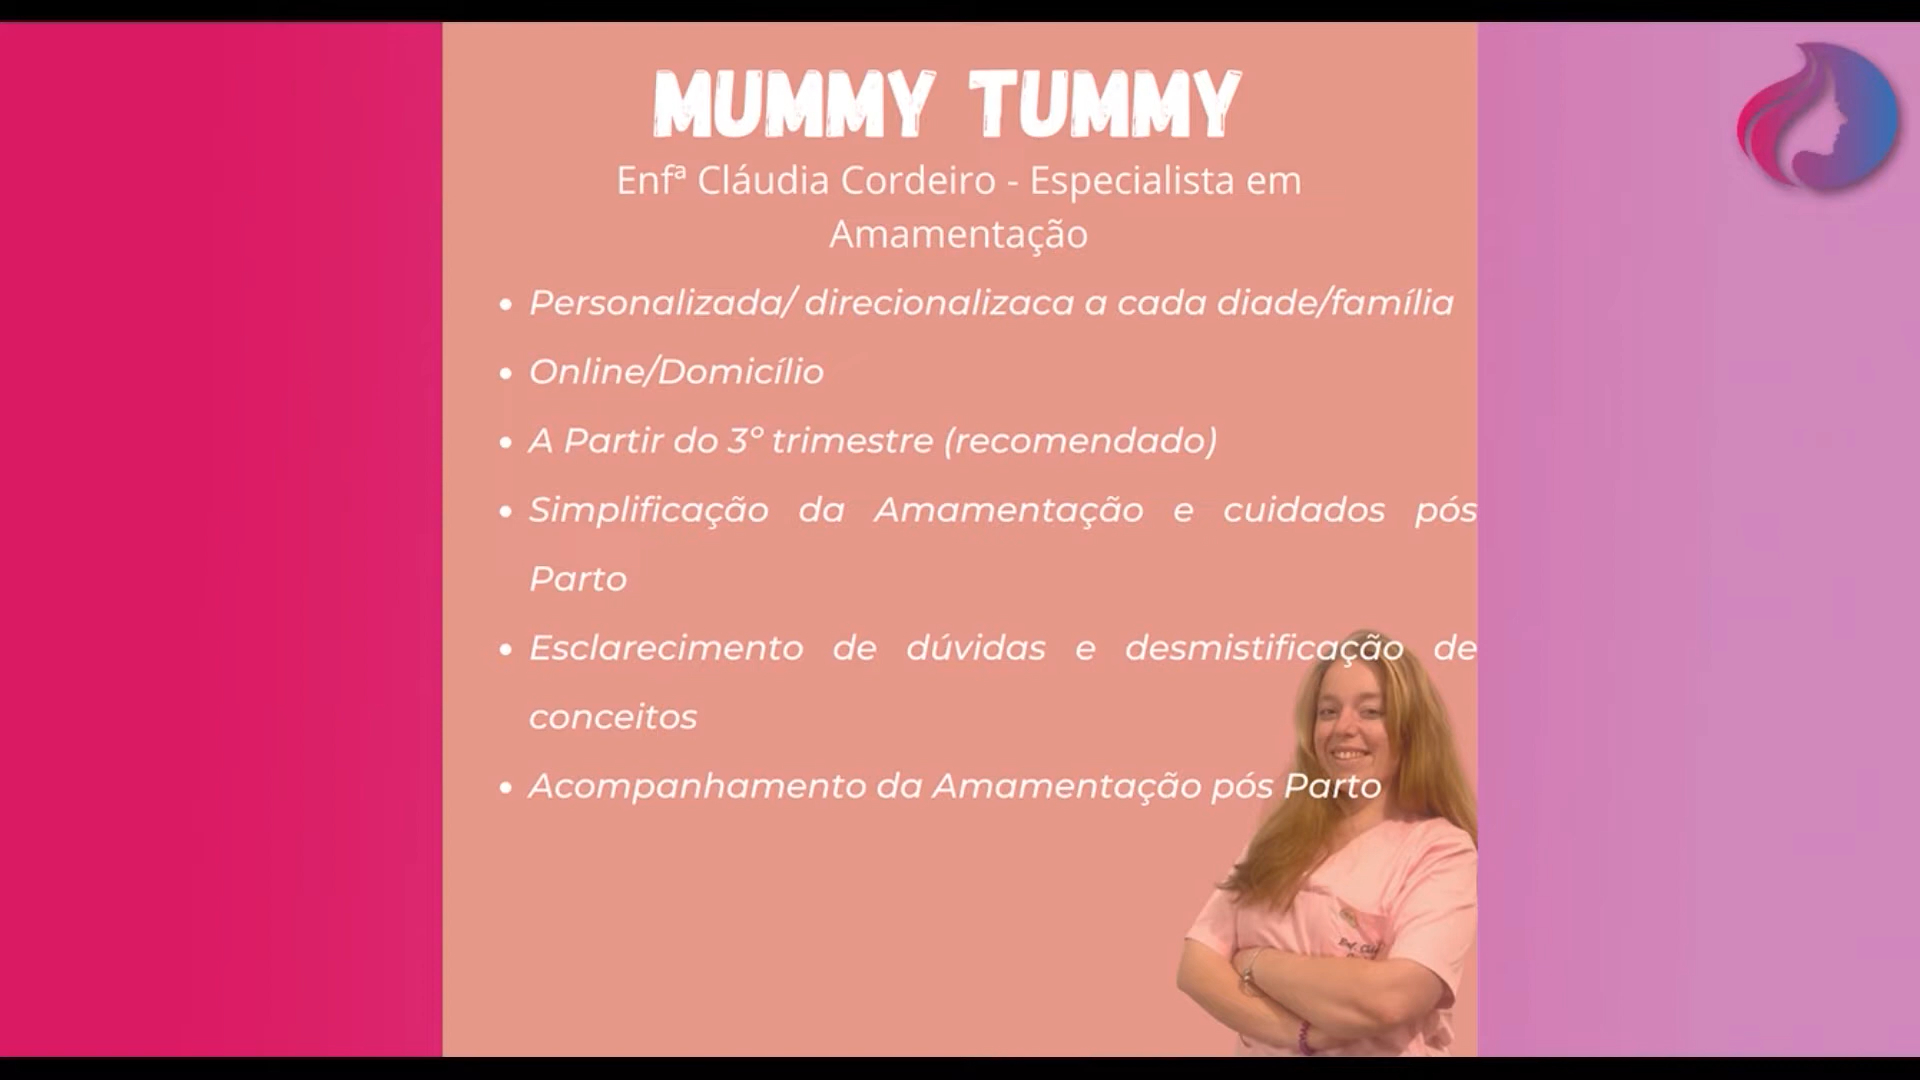 MUMMY TUMMY
Enfª Cláudia Cordeiro - Especialista em
Amamentação
• Personalizada/ direcionalizaca a cada diade/família
• Online/Domicílio
• A Partir do 3º trimestre (recomendado)
• Simplificação da Amamentação e cuidados pós
Parto
• Esclarecimento de dúvidas e desmistificação de
conceitos
• Acompanhamento da Amamentação pós Parto
Enf.